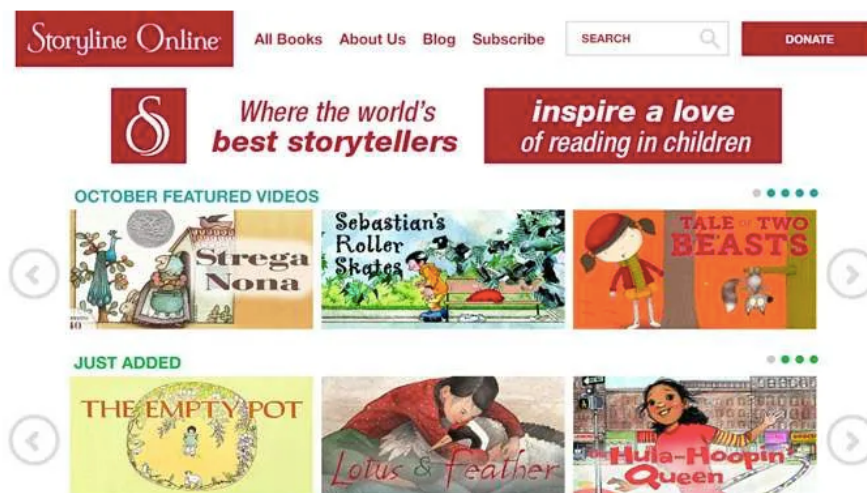 Storyline Online
All Books About Us Blog Subscribe SEARCH DONATE
Where the world's
best storytellers
inspire a love
of reading in children
OCTOBER FEATURED VIDEOS
Strega
Nona
40
Sebastian's
Roller
Skates
TALE OF TWO
BEASTS
JUST ADDED
THE EMPTY POT
Lotus & Feather
Hula-Hoopin'
Queen